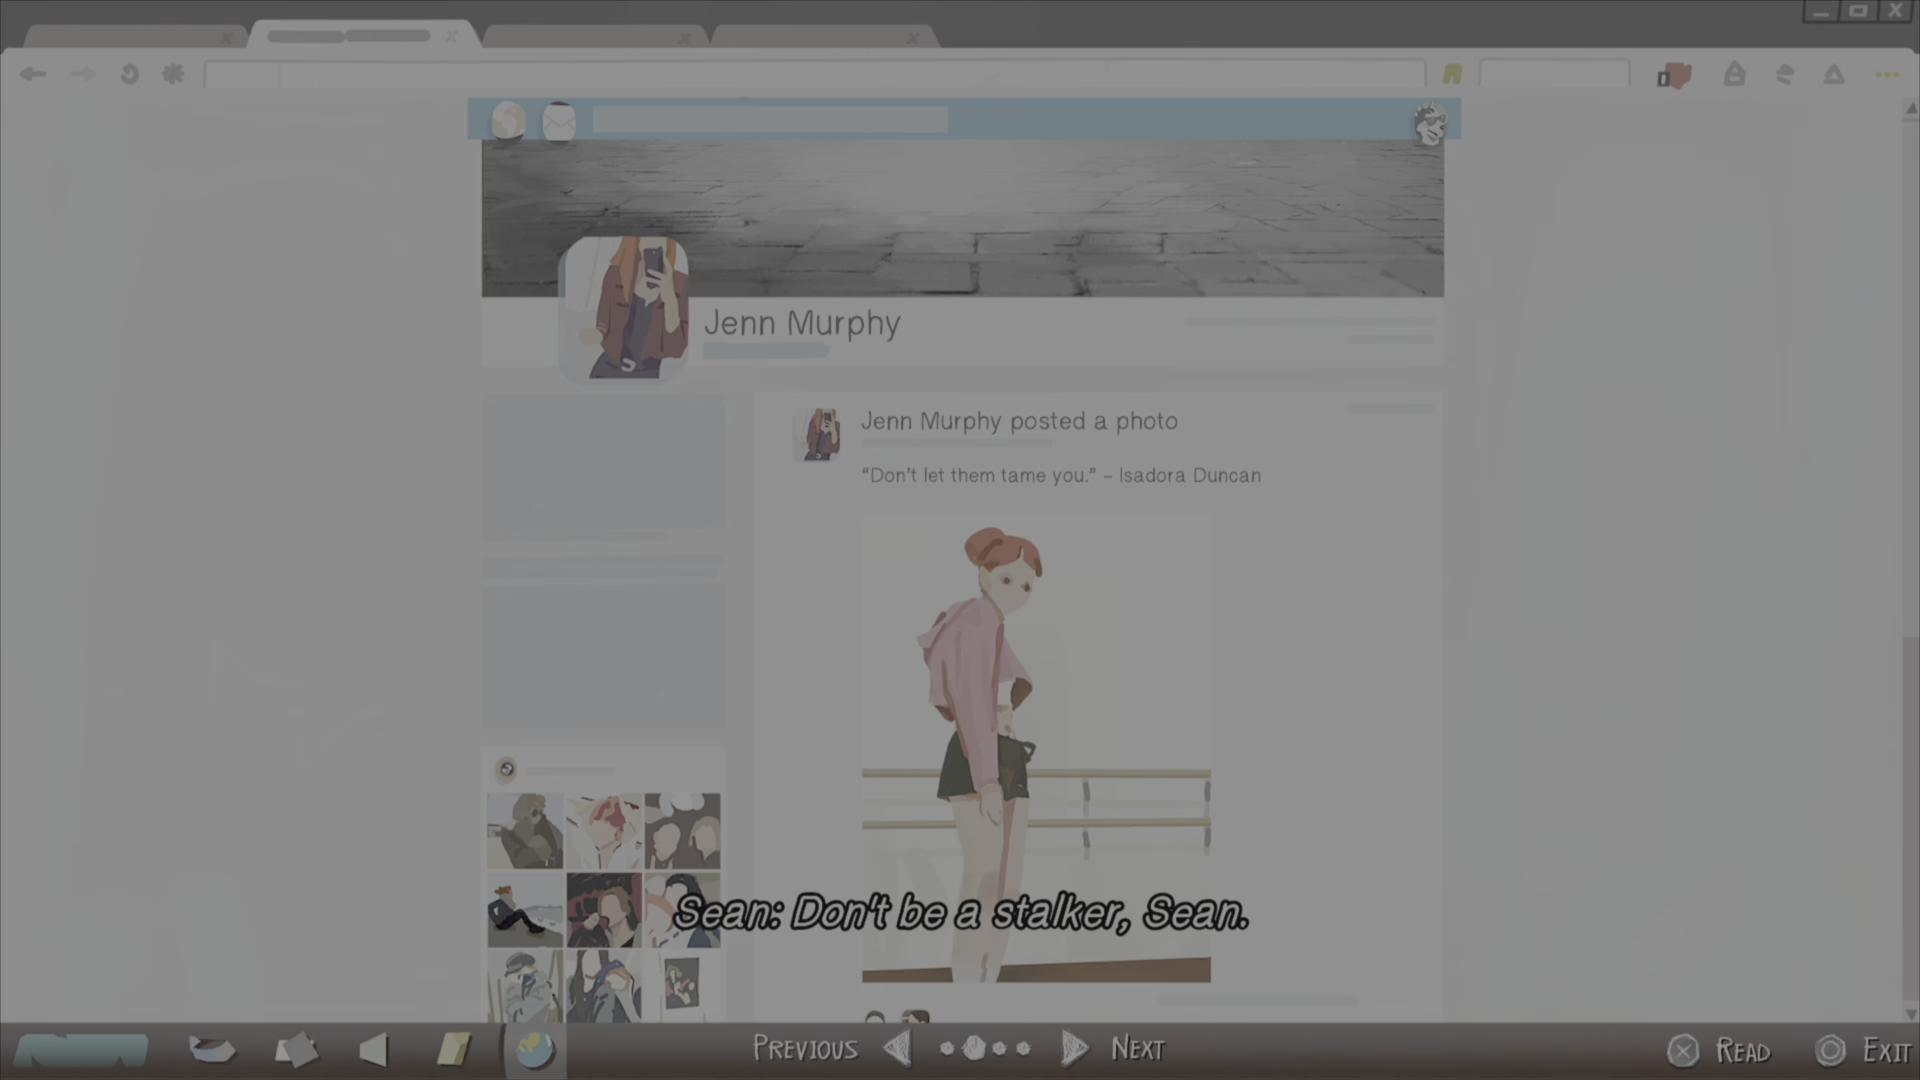 Jenn Murphy
Jenn Murphy posted a photo
“Don't let them tame you.” – Isadora Duncan
Sean: Don't be a stalker, Sean.
PREVIOUS
NEXT
READ
EXIT